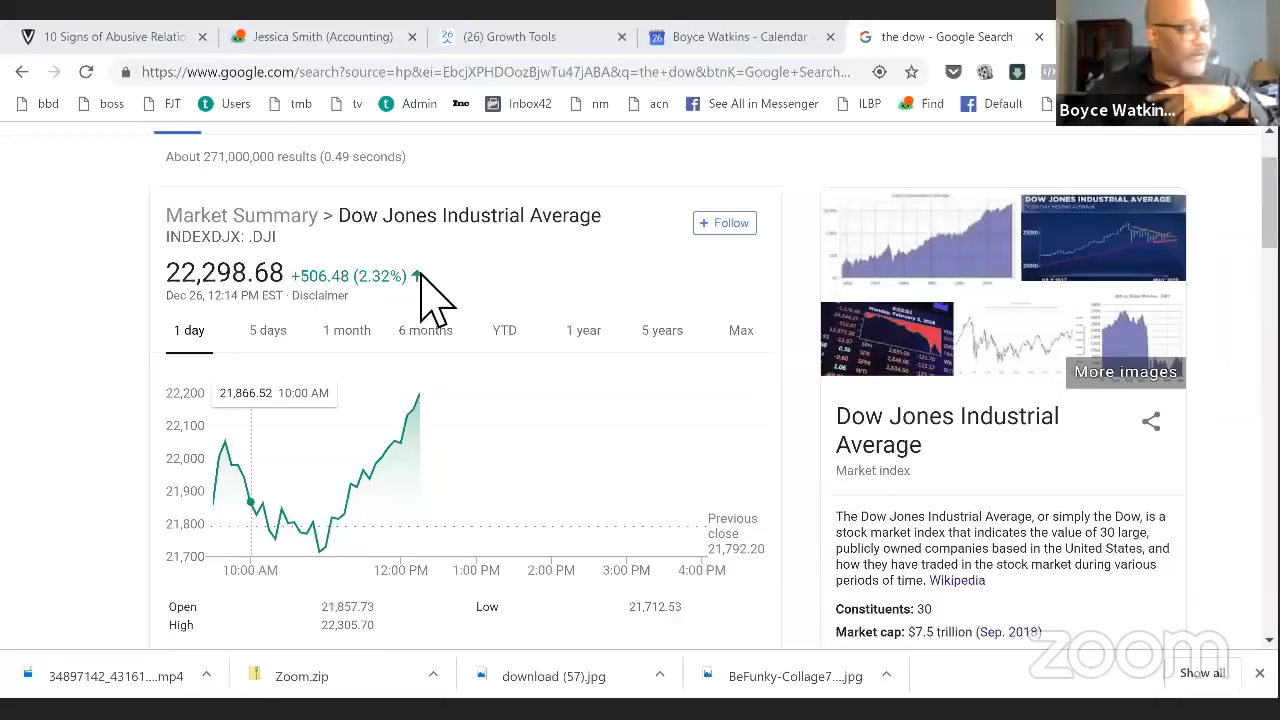 10 Signs of Abusive Relatio
Jessica Smith (Accounting)
(26) Growth Tools
Boyce Watkins - Calendar -
the dow - Google Search
https://www.google.com/search?source=hp&ei=EbcjXPHDOozBjwTu47JABA&q=the+dow&btnK=Google+Search...
bbd
boss
FJT
Users
tmb
tv
Admin
Inc
Inbox42
nm
acn
See All in Messenger
ILBP
Find
Default
Boyce Watkin...
About 271,000,000 results (0.49 seconds)
Market Summary > Dow Jones Industrial Average
INDEXDJX: .DJI
+ Follow
22,298.68 +506.48 (2.32%)
Dec 26, 12:14 PM EST · Disclaimer
1 day
5 days
1 month
6 months
YTD
1 year
5 years
Max
21,866.52 10:00 AM
22,200
22,100
22,000
21,900
21,800
21,700
Previous
close
21,792.20
10:00 AM
12:00 PM
1:00 PM
2:00 PM
3:00 PM
4:00 PM
Open 21,857.73
High 22,305.70
Low 21,712.53
DOW JONES INDUSTRIAL AVERAGE
Monday, February 5, 2018
More images
Dow Jones Industrial
Average
Market index
The Dow Jones Industrial Average, or simply the Dow, is a
stock market index that indicates the value of 30 large,
publicly owned companies based in the United States, and
how they have traded in the stock market during various
periods of time. Wikipedia
Constituents: 30
Market cap: $7.5 trillion (Sep. 2018)
zoom
34897142_43161....mp4
Zoom.zip
download (57).jpg
BeFunky-Collage7....jpg
Show all